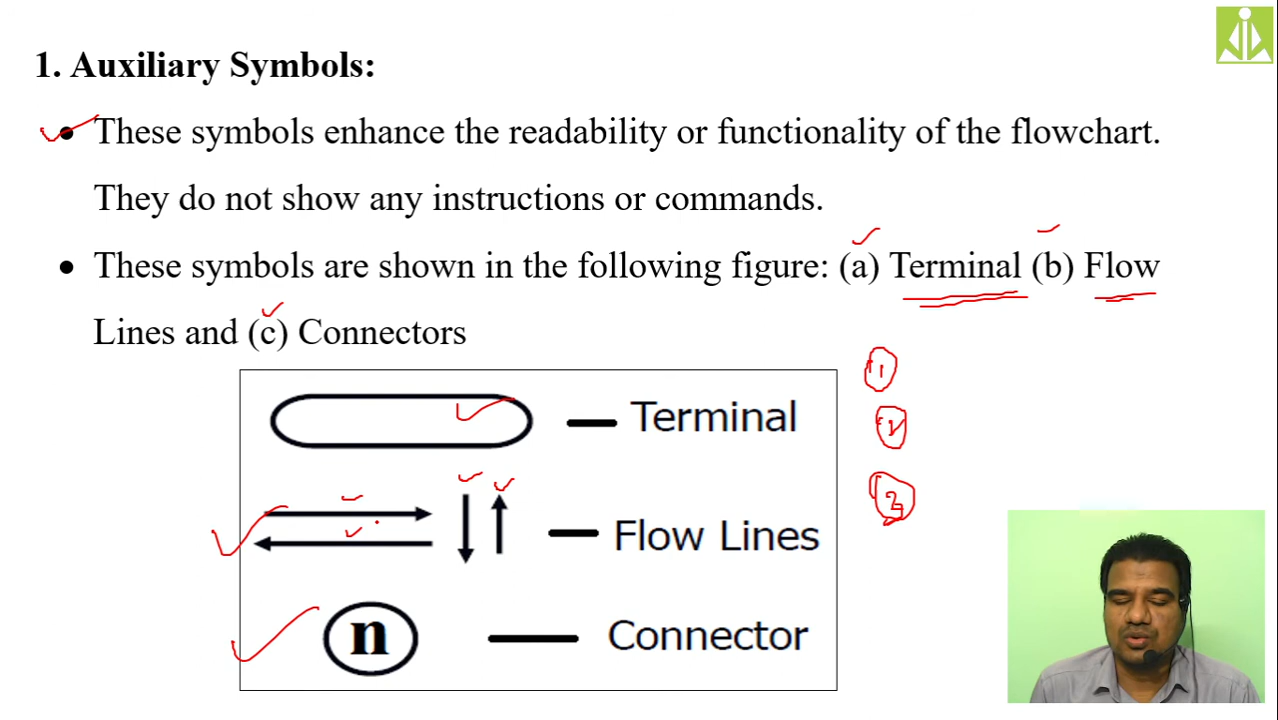 1. Auxiliary Symbols:
• These symbols enhance the readability or functionality of the flowchart.
They do not show any instructions or commands.
• These symbols are shown in the following figure: (a) Terminal (b) Flow
Lines and (c) Connectors
Terminal
Flow Lines
n
Connector
1
2